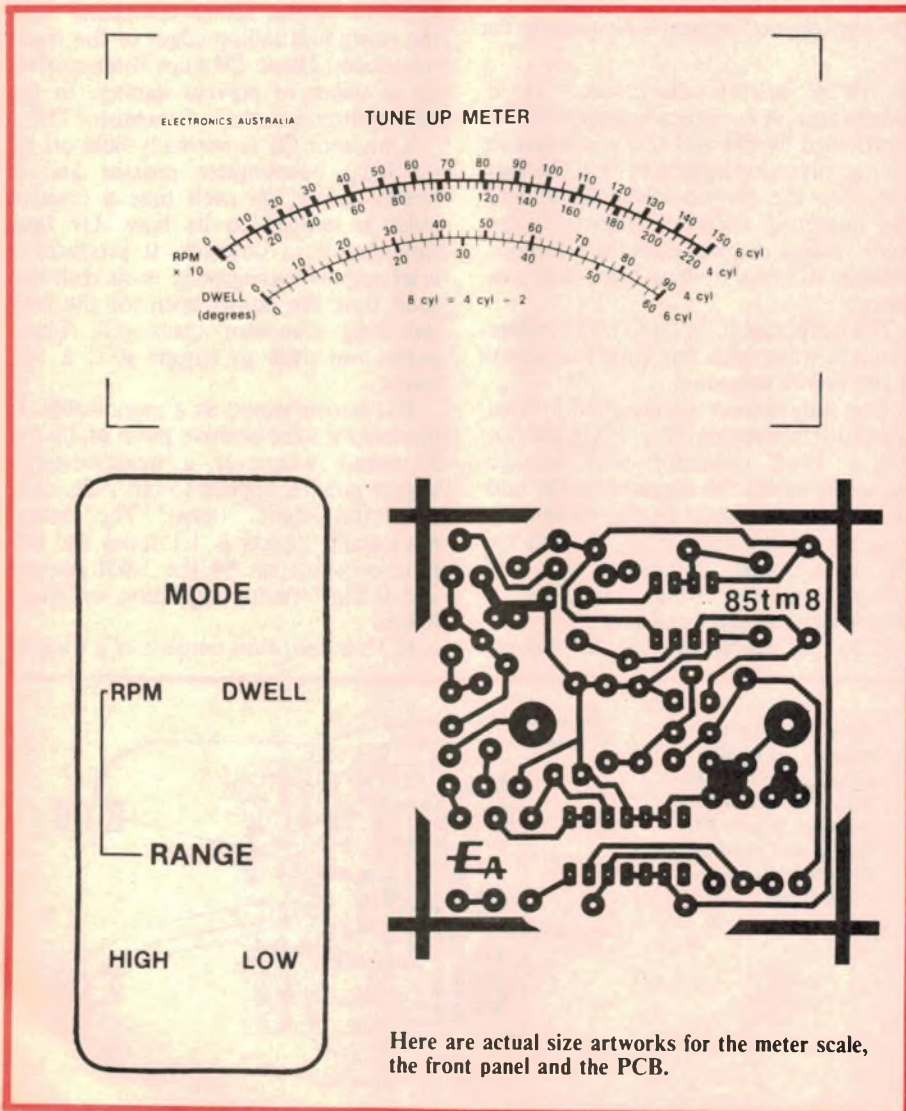 ELECTRONICS AUSTRALIA TUNE UP METER
0 10 20 30 40 50 60 70 80 90 100 110 120 130 140 150 6 cyl
RPM × 10 0 20 40 60 80 100 120 140 160 180 200 220 4 cyl
DWELL (degrees) 0 10 20 30 40 50 60 70 80 90 4 cyl
0 10 20 30 40 50 60 6 cyl
8 cyl = 4 cyl ÷ 2
MODE
RPM DWELL
RANGE
HIGH LOW
85tm8
EA
Here are actual size artworks for the meter scale,
the front panel and the PCB.